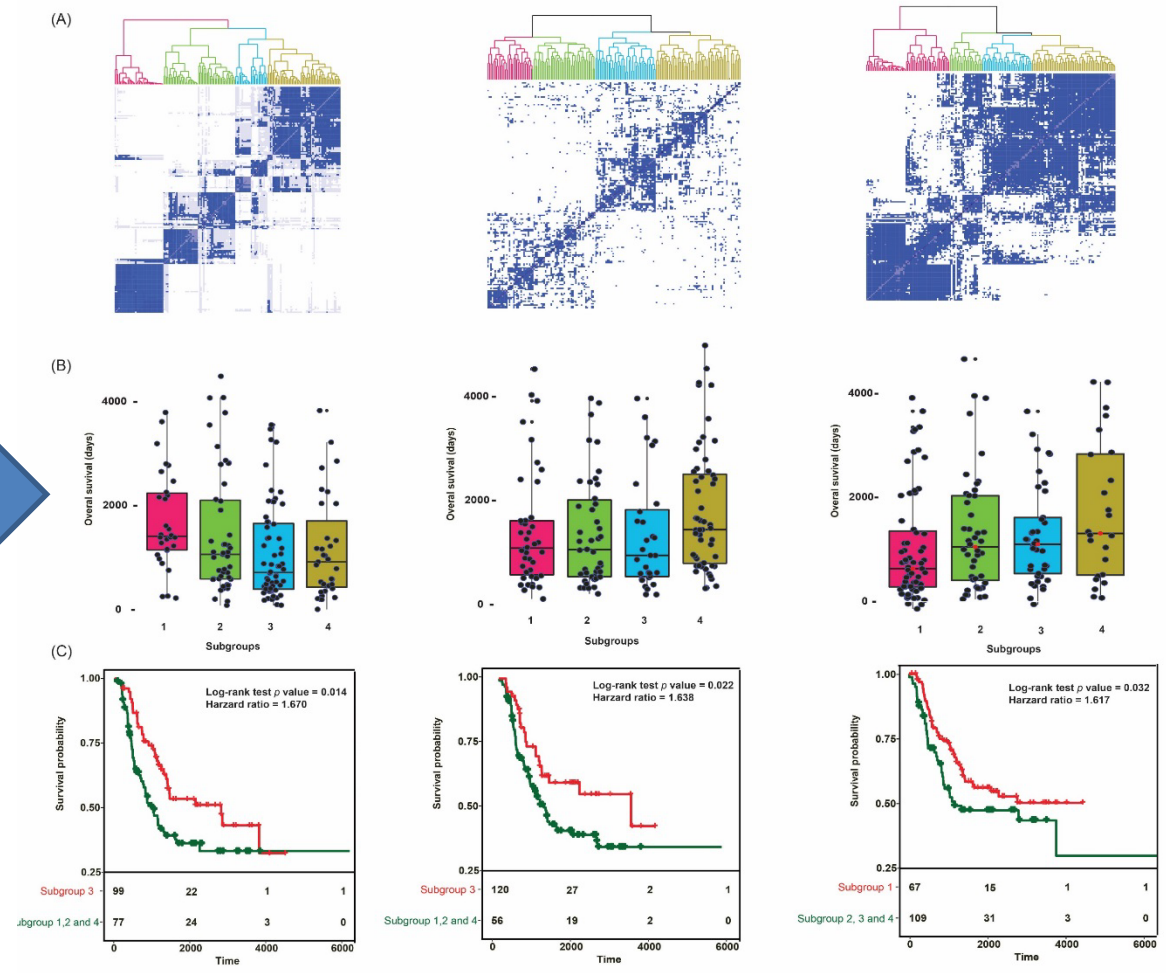 (A)
(B)
Overal suvival (days)
4000 -
2000 -
0 -
1 2 3 4
Subgroups
4000 -
2000 -
0 -
1 2 3 4
Subgroups
Overal suvival (days)
4000 -
2000 -
0 -
1 2 3 4
Subgroups
(C)
Survival probability
1.00
0.75
0.50
0.25
Log-rank test p value = 0.014
Harzard ratio = 1.670
Subgroup 3 99 22 1 1
ubgroup 1,2 and 4 77 24 3 0
0 2000 4000 6000
Time
Survival probability
1.00
0.75
0.50
0.25
Log-rank test p value = 0.022
Harzard ratio = 1.638
Subgroup 3 120 27 2 1
Subgroup 1,2 and 4 56 19 2 0
0 2000 4000 6000
Time
Survival probability
1.00
0.75
0.50
0.25
Log-rank test p value = 0.032
Harzard ratio = 1.617
Subgroup 1 67 15 1 1
Subgroup 2, 3 and 4 109 31 3 0
0 2000 4000 6000
Time